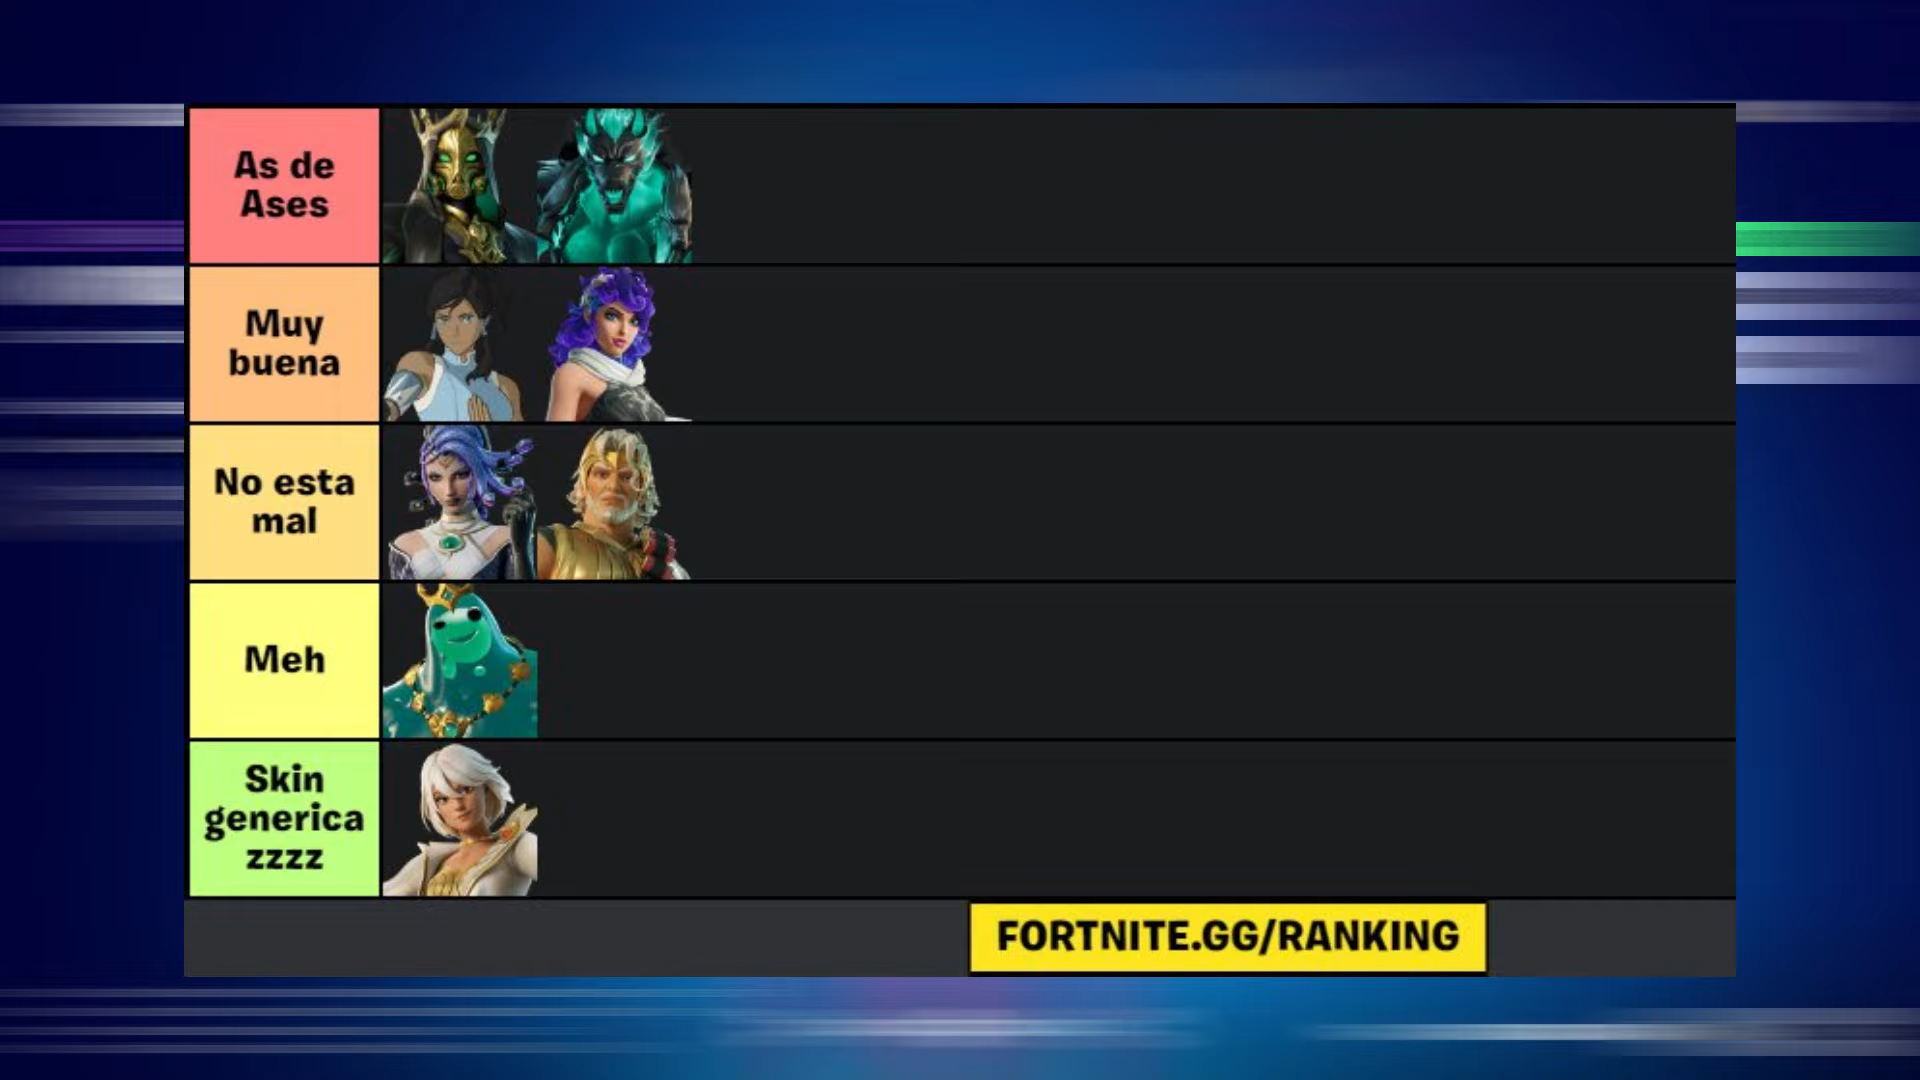 As de
Ases
Muy
buena
No esta
mal
Meh
Skin
generica
zzzz
FORTNITE.GG/RANKING